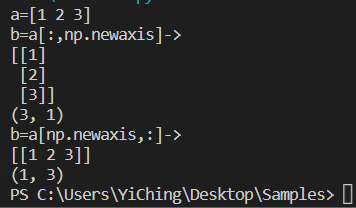 a=[1 2 3]
b=a[:,np.newaxis]->
[[1]
 [2]
 [3]]
(3, 1)
b=a[np.newaxis,:]->
[[1 2 3]]
(1, 3)
PS C:\Users\YiChing\Desktop\Samples>